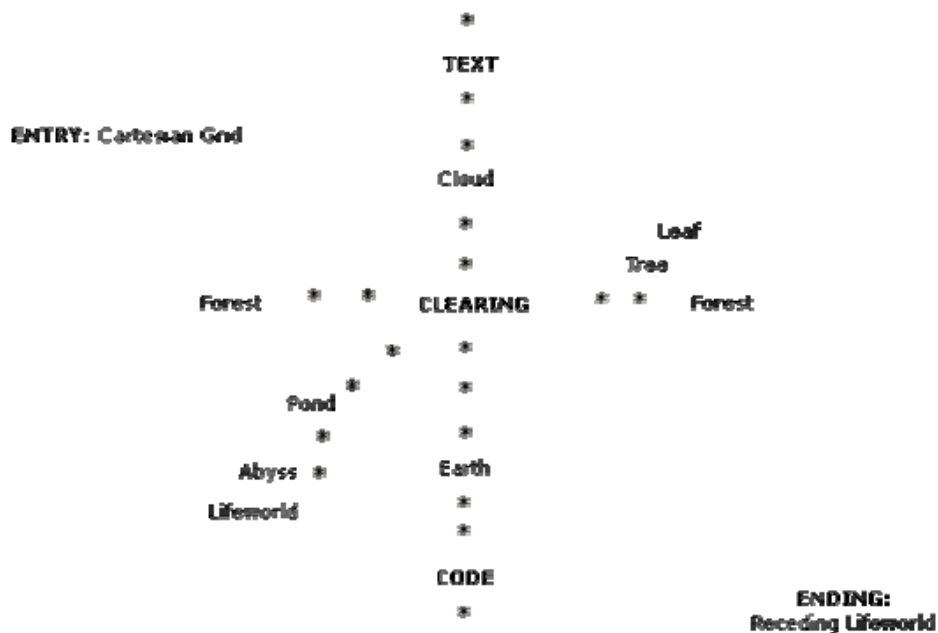 *
TEXT
*
ENTRY: Cartesian Grid
*
Cloud
*
Leaf
*
Tree
Forest * * CLEARING * * Forest
* *
* *
Pond
* *
Abyss * Earth
*
Lifeworld
*
CODE
ENDING:
*
Receding Lifeworld